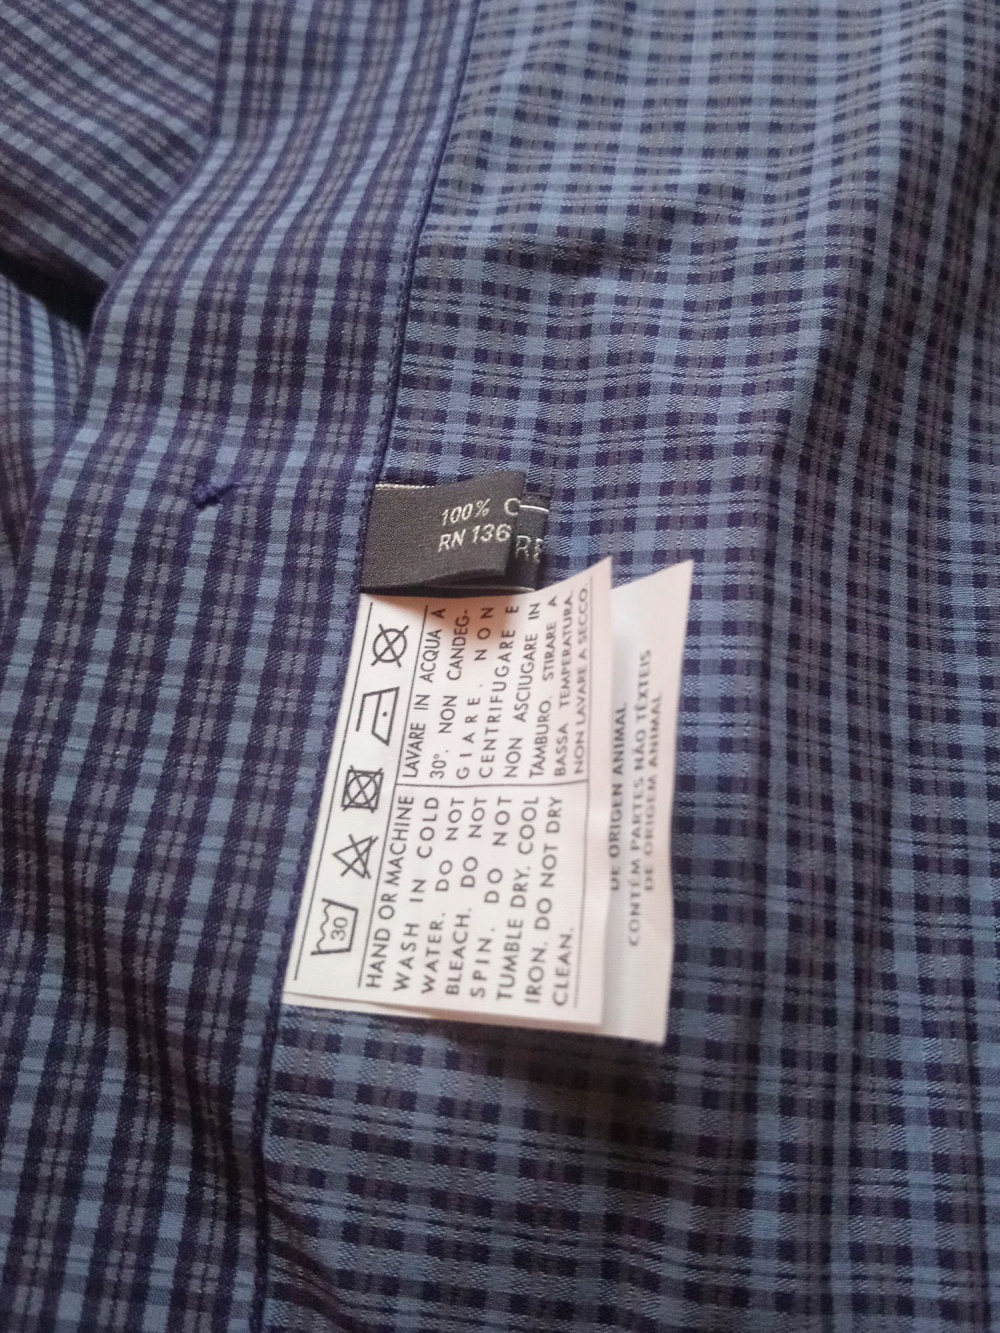 100% C
RN 136
RE
30
HAND OR MACHINE
WASH IN COLD
WATER. DO NOT
BLEACH. DO NOT
SPIN. DO NOT
TUMBLE DRY. COOL
IRON. DO NOT DRY
CLEAN.
LAVARE IN ACQUA A
30°. NON CANDEG-
GIARE. NON
CENTRIFUGARE E
NON ASCIUGARE IN
TAMBURO. STIRARE A
BASSA TEMPERATURA.
NON LAVARE A SECCO.
DE ORIGEN ANIMAL
CONTÉM PARTES NÃO TÊXTEIS
DE ORIGEM ANIMAL